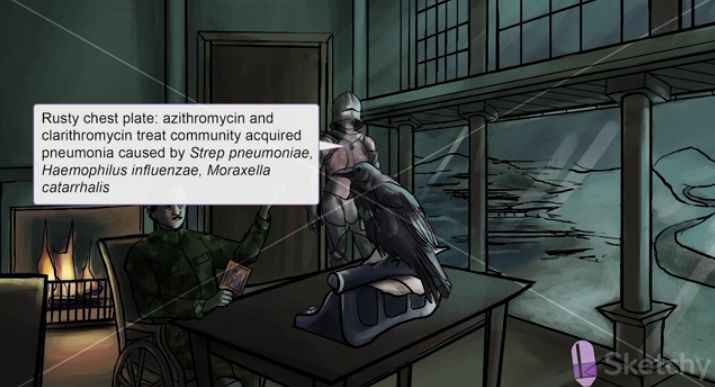 Rusty chest plate: azithromycin and
clarithromycin treat community acquired
pneumonia caused by Strep pneumoniae,
Haemophilus influenzae, Moraxella
catarrhalis
Sketchy